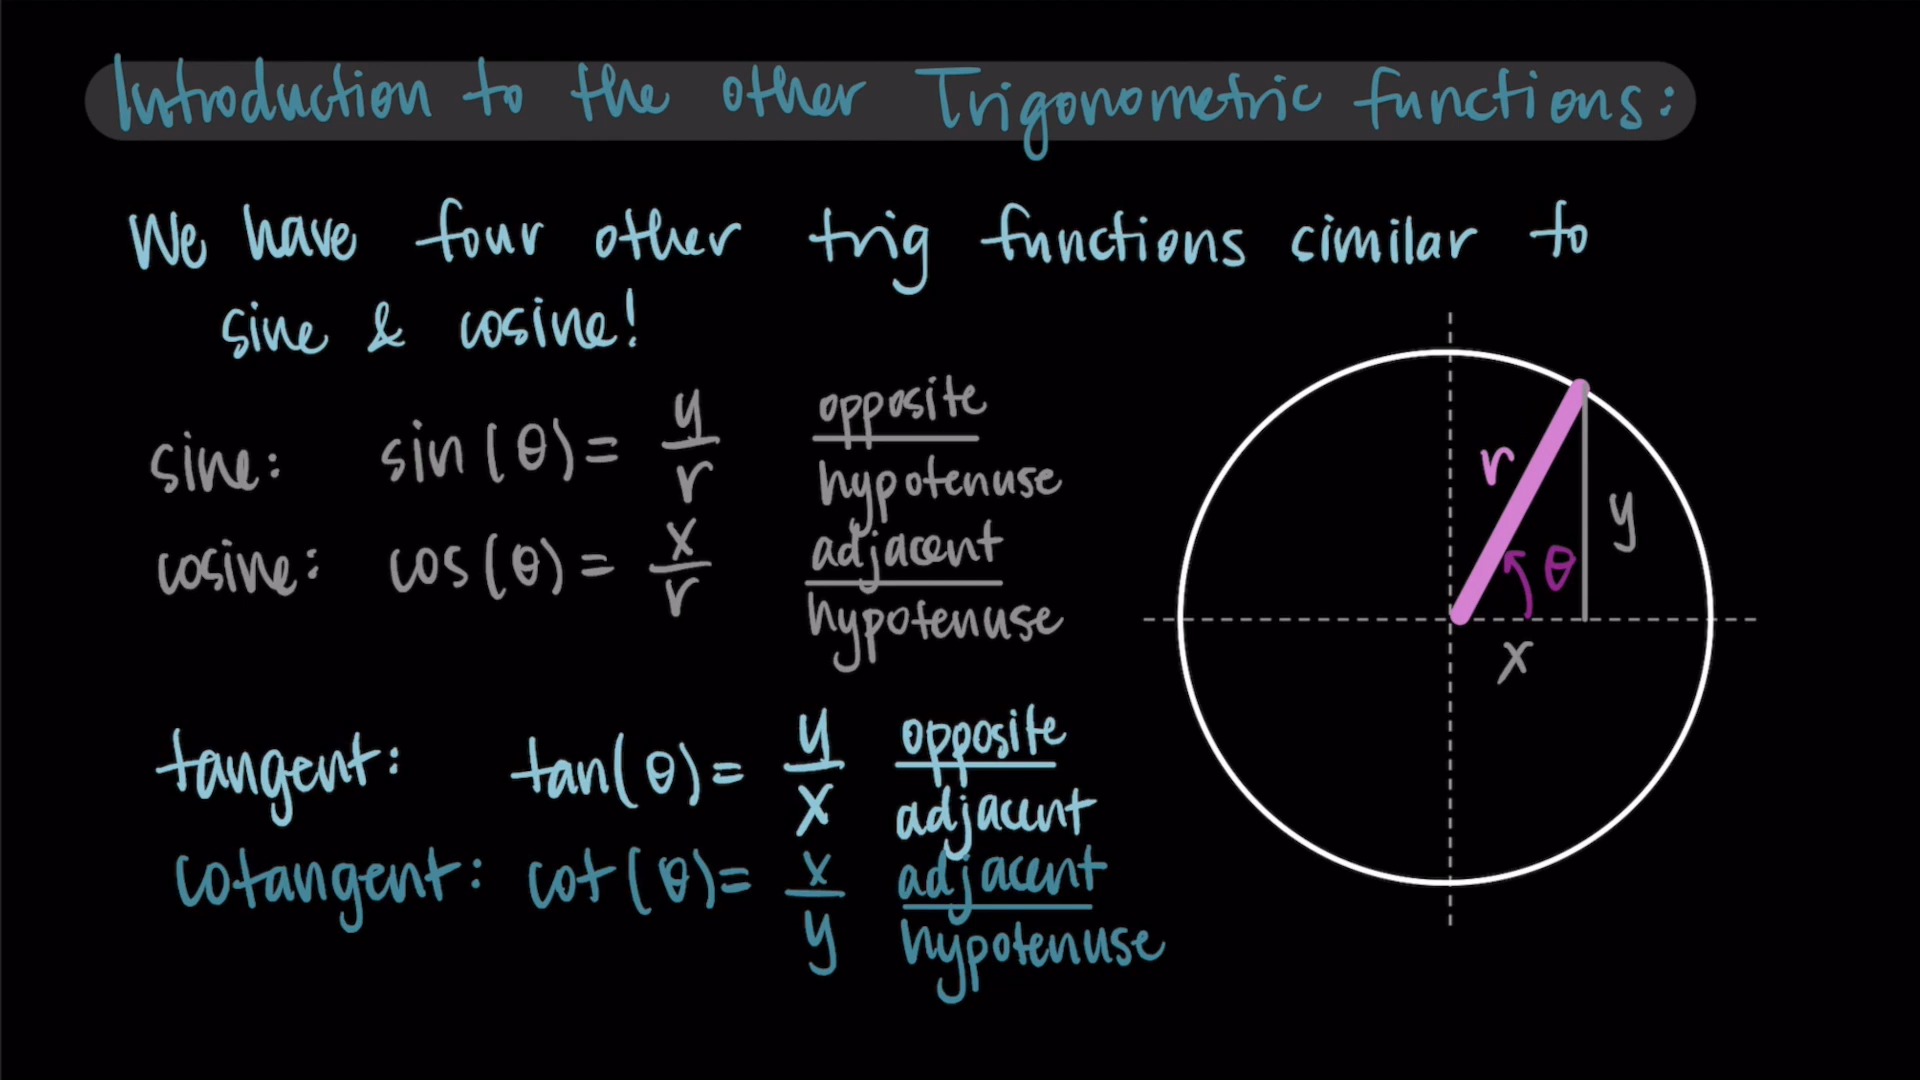 Introduction to the other Trigonometric functions:
We have four other trig functions similar to
sine & cosine!
sine: sin(θ) = y/r opposite/hypotenuse
cosine: cos(θ) = x/r adjacent/hypotenuse
tangent: tan(θ) = y/x opposite/adjacent
cotangent: cot(θ) = x/y adjacent/hypotenuse
r
y
θ
x